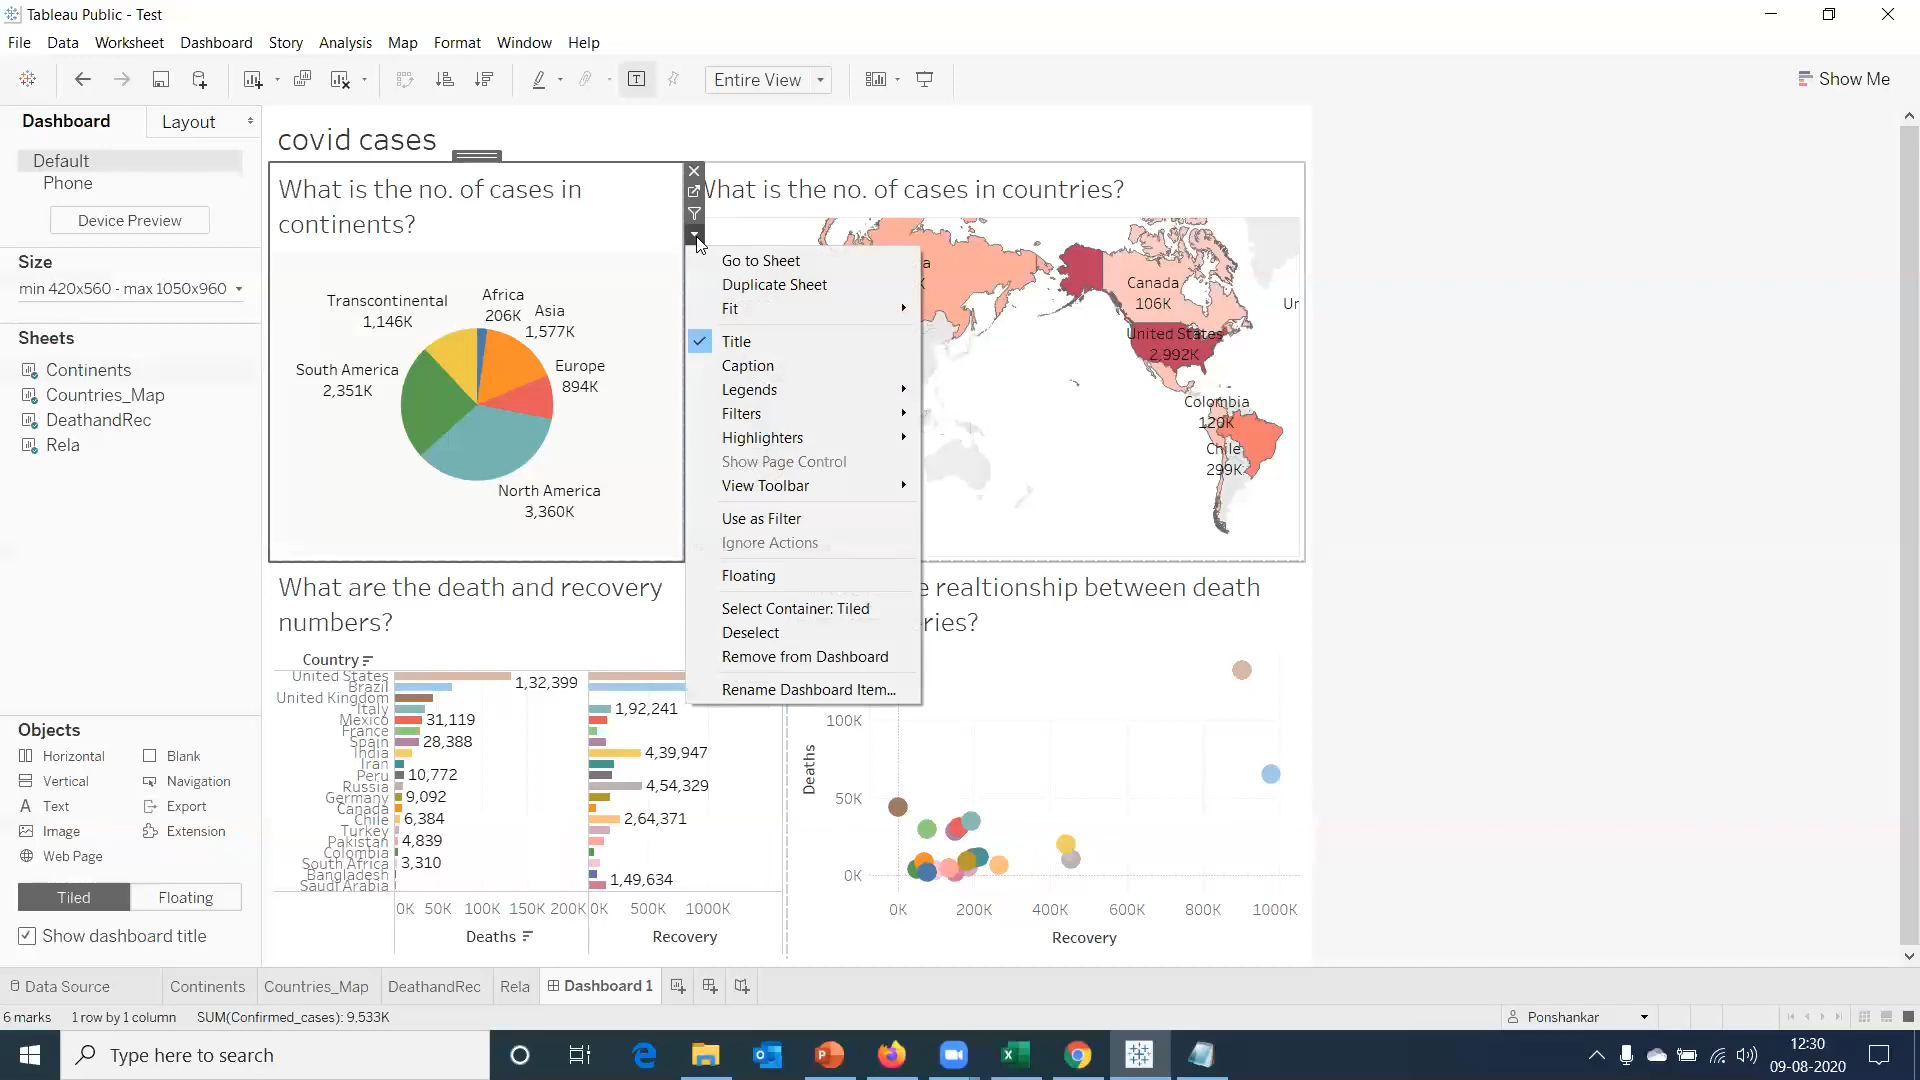 Tableau Public - Test
File Data Worksheet Dashboard Story Analysis Map Format Window Help
Entire View
Show Me
Dashboard Layout
Default
Phone
Device Preview
Size
min 420x560 - max 1050x960
Sheets
Continents
Countries_Map
DeathandRec
Rela
Objects
Horizontal Blank
Vertical Navigation
Text Export
Image Extension
Web Page
Tiled Floating
Show dashboard title
covid cases
What is the no. of cases in
continents?
Transcontinental
1,146K
Africa
206K
Asia
1,577K
Europe
894K
South America
2,351K
North America
3,360K
What is the no. of cases in countries?
Canada
106K
United States
2,992K
Colombia
120K
Chile
299K
Go to Sheet
Duplicate Sheet
Fit
Title
Caption
Legends
Filters
Highlighters
Show Page Control
View Toolbar
Use as Filter
Ignore Actions
Floating
Select Container: Tiled
Deselect
Remove from Dashboard
Rename Dashboard Item...
What are the death and recovery
numbers?
Country
United States 1,32,399
Brazil
United Kingdom
Italy 1,92,241
Mexico 31,119
France
Spain 28,388
India 4,39,947
Iran
Peru 10,772
Russia 4,54,329
Germany 9,092
Canada
Chile 6,384 2,64,371
Turkey
Pakistan 4,839
Colombia
South Africa 3,310
Bangladesh
Saudi Arabia 1,49,634
0K 50K 100K 150K 200K 0K 500K 1000K
Deaths Recovery
realtionship between death
100K
50K
0K
Deaths
0K 200K 400K 600K 800K 1000K
Recovery
Data Source Continents Countries_Map DeathandRec Rela Dashboard 1
6 marks 1 row by 1 column SUM(Confirmed_cases): 9,533K
Ponshankar
Type here to search
12:30
09-08-2020